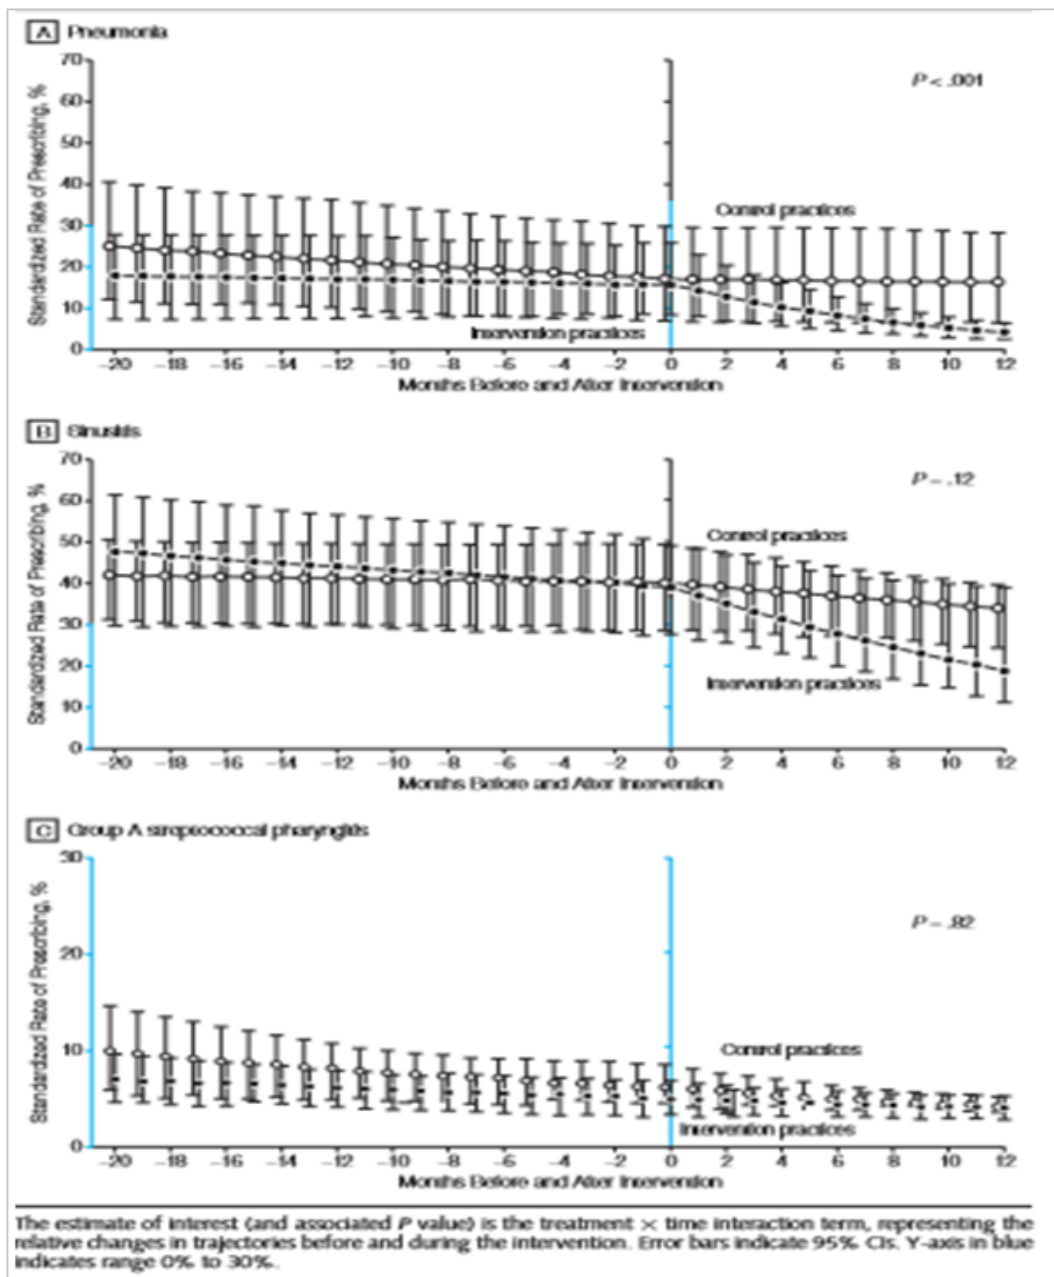 A Pneumonia
70
60
50
40
30
20
10
0
Standardized Rate of Prescribing, %
P < .001
Control practices
Intervention practices
−20 −18 −16 −14 −12 −10 −8 −6 −4 −2 0 2 4 6 8 10 12
Months Before and After Intervention
B Sinusitis
70
60
50
40
30
20
10
0
Standardized Rate of Prescribing, %
P = .12
Control practices
Intervention practices
−20 −18 −16 −14 −12 −10 −8 −6 −4 −2 0 2 4 6 8 10 12
Months Before and After Intervention
C Group A streptococcal pharyngitis
30
20
10
0
Standardized Rate of Prescribing, %
P = .82
Control practices
Intervention practices
−20 −18 −16 −14 −12 −10 −8 −6 −4 −2 0 2 4 6 8 10 12
Months Before and After Intervention
The estimate of interest (and associated P value) is the treatment × time interaction term, representing the
relative changes in trajectories before and during the intervention. Error bars indicate 95% CIs. Y-axis in blue
indicates range 0% to 30%.